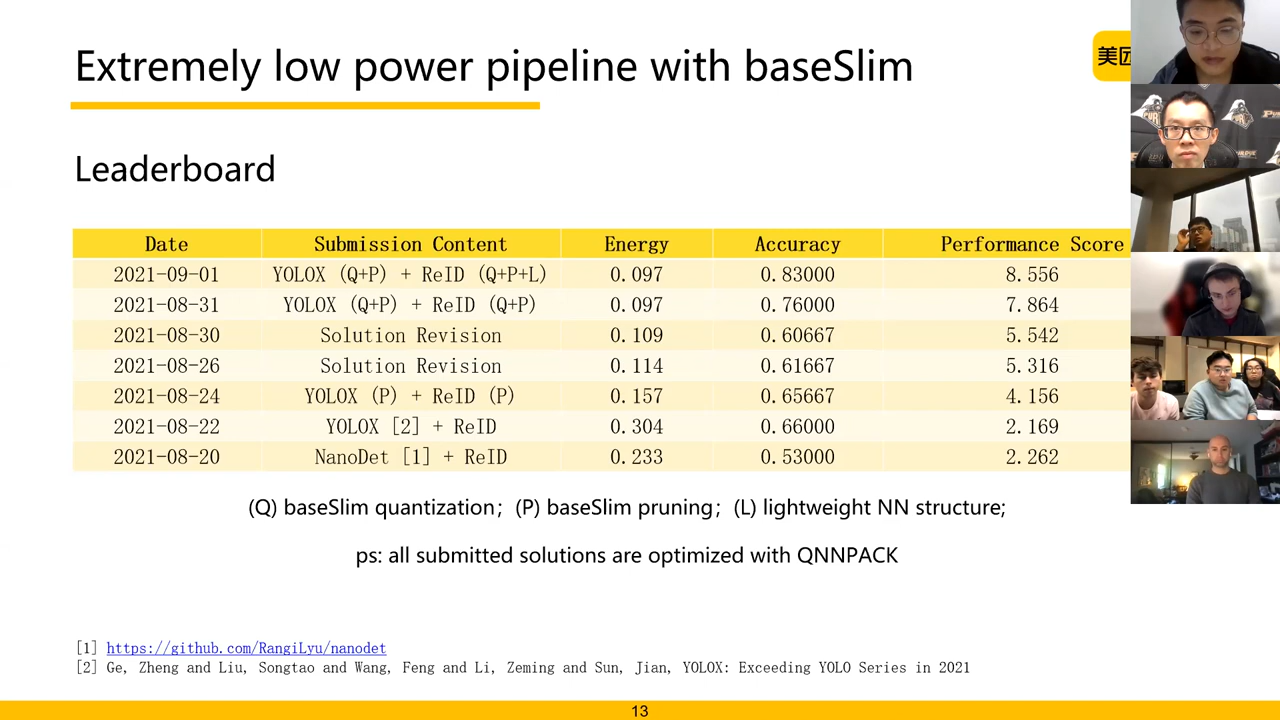 Extremely low power pipeline with baseSlim
美团
Leaderboard
Date Submission Content Energy Accuracy Performance Score
2021-09-01 YOLOX (Q+P) + ReID (Q+P+L) 0.097 0.83000 8.556
2021-08-31 YOLOX (Q+P) + ReID (Q+P) 0.097 0.76000 7.864
2021-08-30 Solution Revision 0.109 0.60667 5.542
2021-08-26 Solution Revision 0.114 0.61667 5.316
2021-08-24 YOLOX (P) + ReID (P) 0.157 0.65667 4.156
2021-08-22 YOLOX [2] + ReID 0.304 0.66000 2.169
2021-08-20 NanoDet [1] + ReID 0.233 0.53000 2.262
(Q) baseSlim quantization; (P) baseSlim pruning; (L) lightweight NN structure;
ps: all submitted solutions are optimized with QNNPACK
[1] https://github.com/RangiLyu/nanodet
[2] Ge, Zheng and Liu, Songtao and Wang, Feng and Li, Zeming and Sun, Jian, YOLOX: Exceeding YOLO Series in 2021
13